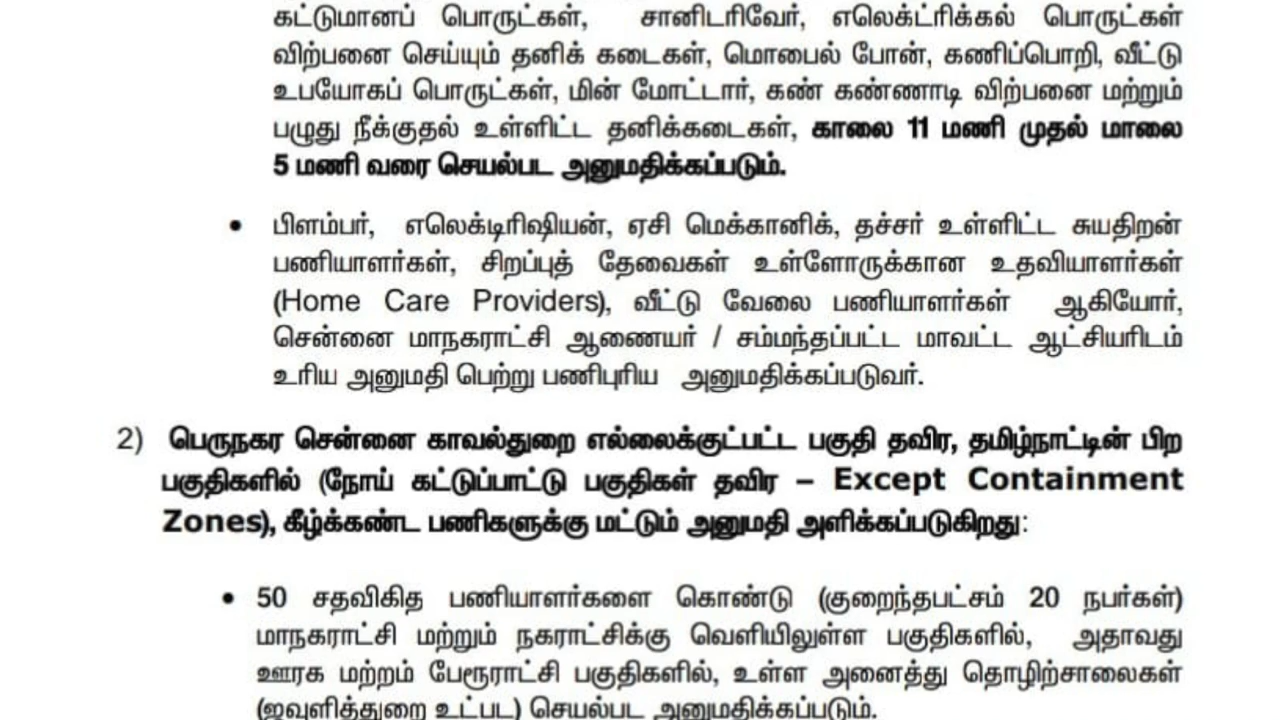 கட்டுமானப் பொருட்கள், சானிடரிவேர், எலெக்ட்ரிக்கல் பொருட்கள்
விற்பனை செய்யும் தனிக் கடைகள், மொபைல் போன், கணிப்பொறி, வீட்டு
உபயோகப் பொருட்கள், மின் மோட்டார், கண் கண்ணாடி விற்பனை மற்றும்
பழுது நீக்குதல் உள்ளிட்ட தனிக்கடைகள், காலை 11 மணி முதல் மாலை
5 மணி வரை செயல்பட அனுமதிக்கப்படும்.
• பிளம்பர், எலெக்டிரிஷியன், ஏசி மெக்கானிக், தச்சர் உள்ளிட்ட சுயதிறன்
பணியாளர்கள், சிறப்புத் தேவைகள் உள்ளோருக்கான உதவியாளர்கள்
(Home Care Providers), வீட்டு வேலை பணியாளர்கள் ஆகியோர்,
சென்னை மாநகராட்சி ஆணையர் / சம்மந்தப்பட்ட மாவட்ட ஆட்சியரிடம்
உரிய அனுமதி பெற்று பணிபுரிய அனுமதிக்கப்படுவர்.
2) பெருநகர சென்னை காவல்துறை எல்லைக்குட்பட்ட பகுதி தவிர, தமிழ்நாட்டின் பிற
பகுதிகளில் (நோய் கட்டுப்பாட்டு பகுதிகள் தவிர – Except Containment
Zones), கீழ்க்கண்ட பணிகளுக்கு மட்டும் அனுமதி அளிக்கப்படுகிறது:
• 50 சதவிகித பணியாளர்களை கொண்டு (குறைந்தபட்சம் 20 நபர்கள்)
மாநகராட்சி மற்றும் நகராட்சிக்கு வெளியிலுள்ள பகுதிகளில், அதாவது
ஊரக மற்றம் பேரூராட்சி பகுதிகளில், உள்ள அனைத்து தொழிற்சாலைகள்
(ஜவுளித்துறை உட்பட) செயல்பட அனுமதிக்கப்படும்.